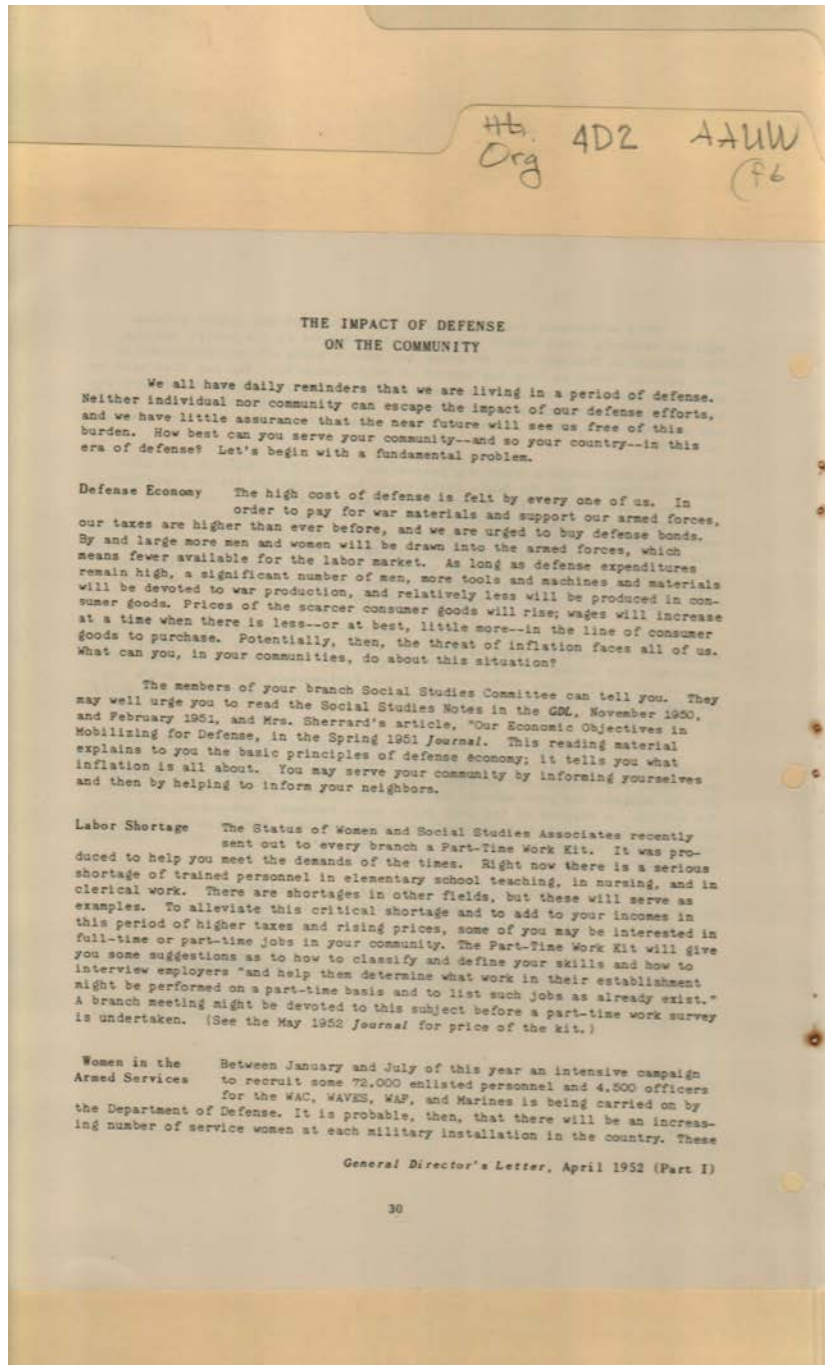 Ht. 4D2 AAUW
Org (f6
THE IMPACT OF DEFENSE
ON THE COMMUNITY
We all have daily reminders that we are living in a period of defense.
Neither individual nor community can escape the impact of our defense efforts,
and we have little assurance that the near future will see us free of this
burden. How best can you serve your community--and so your country--in this
era of defense? Let's begin with a fundamental problem.
Defense Economy The high cost of defense is felt by every one of us. In
order to pay for war materials and support our armed forces,
our taxes are higher than ever before, and we are urged to buy defense bonds.
By and large more men and women will be drawn into the armed forces, which
means fewer available for the labor market. As long as defense expenditures
remain high, a significant number of men, more tools and machines and materials
will be devoted to war production, and relatively less will be produced in con-
sumer goods. Prices of the scarcer consumer goods will rise; wages will increase
at a time when there is less--or at best, little more--in the line of consumer
goods to purchase. Potentially, then, the threat of inflation faces all of us.
What can you, in your communities, do about this situation?
The members of your branch Social Studies Committee can tell you. They
may well urge you to read the Social Studies Notes in the GDL, November 1950,
and February 1951, and Mrs. Sherrard's article, "Our Economic Objectives in
Mobilizing for Defense, in the Spring 1951 Journal. This reading material
explains to you the basic principles of defense economy; it tells you what
inflation is all about. You may serve your community by informing yourselves
and then by helping to inform your neighbors.
Labor Shortage The Status of Women and Social Studies Associates recently
sent out to every branch a Part-Time Work Kit. It was pro-
duced to help you meet the demands of the times. Right now there is a serious
shortage of trained personnel in elementary school teaching, in nursing, and in
clerical work. There are shortages in other fields, but these will serve as
examples. To alleviate this critical shortage and to add to your incomes in
this period of higher taxes and rising prices, some of you may be interested in
full-time or part-time jobs in your community. The Part-Time Work Kit will give
you some suggestions as to how to classify and define your skills and how to
interview employers "and help them determine what work in their establishment
might be performed on a part-time basis and to list such jobs as already exist."
A branch meeting might be devoted to this subject before a part-time work survey
is undertaken. (See the May 1952 Journal for price of the kit.)
Women in the Between January and July of this year an intensive campaign
Armed Services to recruit some 72,000 enlisted personnel and 4,500 officers
for the WAC, WAVES, WAF, and Marines is being carried on by
the Department of Defense. It is probable, then, that there will be an increas-
ing number of service women at each military installation in the country. These
General Director's Letter, April 1952 (Part I)
30